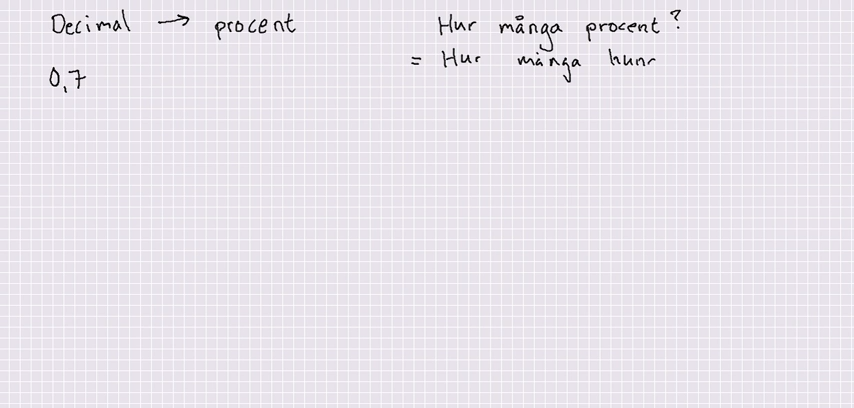 Decimal → procent
0,7
Hur många procent?
= Hur många hunr